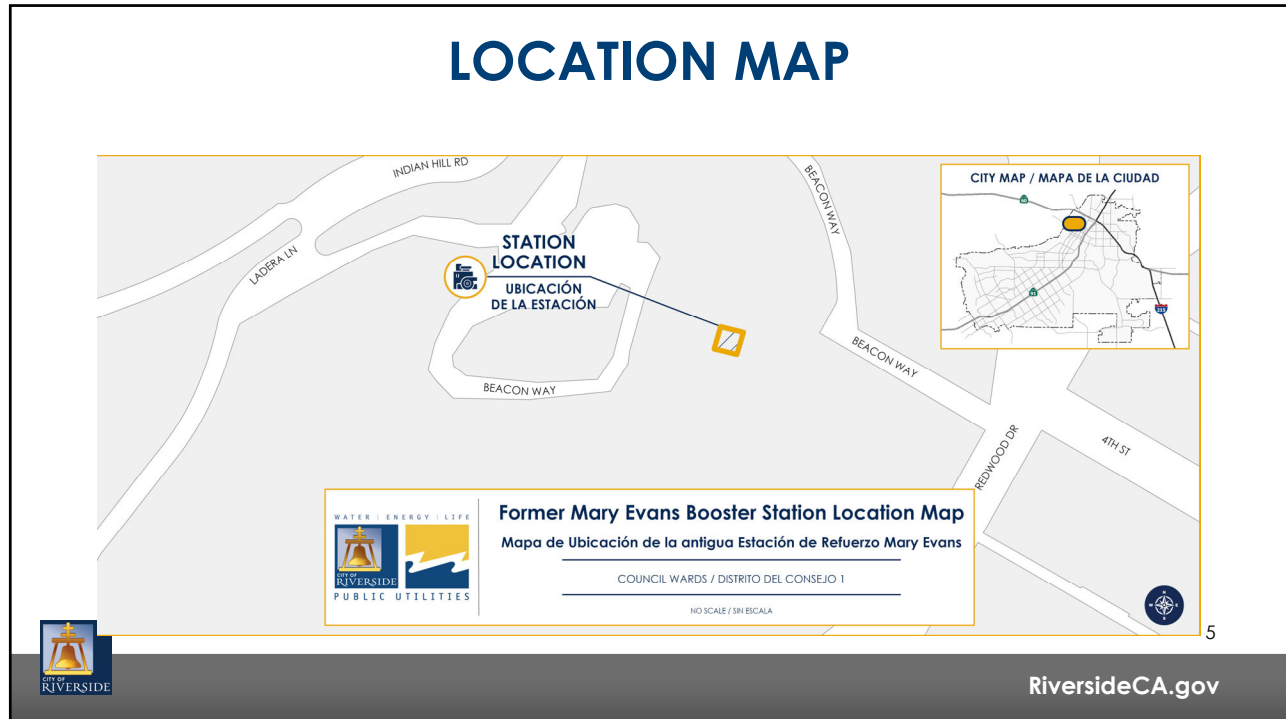 LOCATION MAP
INDIAN HILL RD
BEACON WAY
CITY MAP / MAPA DE LA CIUDAD
60
91
215
LADERA LN
STATION
LOCATION
UBICACIÓN
DE LA ESTACIÓN
BEACON WAY
BEACON WAY
REDWOOD DR
4TH ST
WATER | ENERGY | LIFE
CITY OF
RIVERSIDE
PUBLIC UTILITIES
Former Mary Evans Booster Station Location Map
Mapa de Ubicación de la antigua Estación de Refuerzo Mary Evans
COUNCIL WARDS / DISTRITO DEL CONSEJO 1
NO SCALE / SIN ESCALA
N
W
E
S
5
CITY OF
RIVERSIDE
RiversideCA.gov